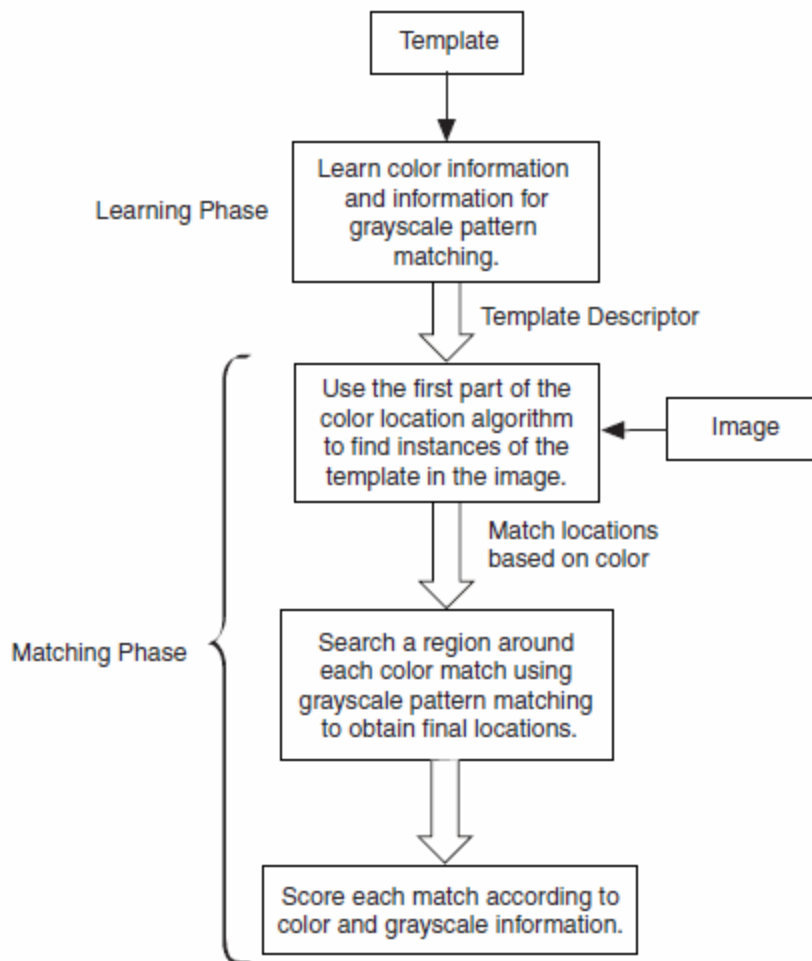 Template
Learning Phase
Learn color information
and information for
grayscale pattern
matching.
Template Descriptor
Use the first part of the
color location algorithm
to find instances of the
template in the image.
Image
Match locations
based on color
Matching Phase
Search a region around
each color match using
grayscale pattern matching
to obtain final locations.
Score each match according to
color and grayscale information.